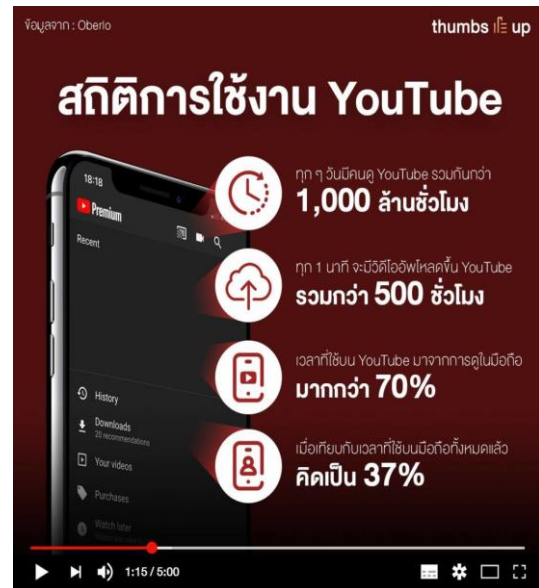 ข้อมูลจาก : Oberlo
thumbs up
สถิติการใช้งาน YouTube
18:18
Premium
Recent
ทุก ๆ วันมีคนดู YouTube รวมกันกว่า
1,000 ล้านชั่วโมง
ทุก 1 นาที จะมีวิดีโออัพโหลดขึ้น YouTube
รวมกว่า 500 ชั่วโมง
เวลาที่ใช้บน YouTube มาจากการดูในมือถือ
มากกว่า 70%
เมื่อเทียบกับเวลาที่ใช้บนมือถือทั้งหมดแล้ว
คิดเป็น 37%
History
Downloads
20 recommendations
Your videos
Purchases
Watch later
1:15 / 5:00